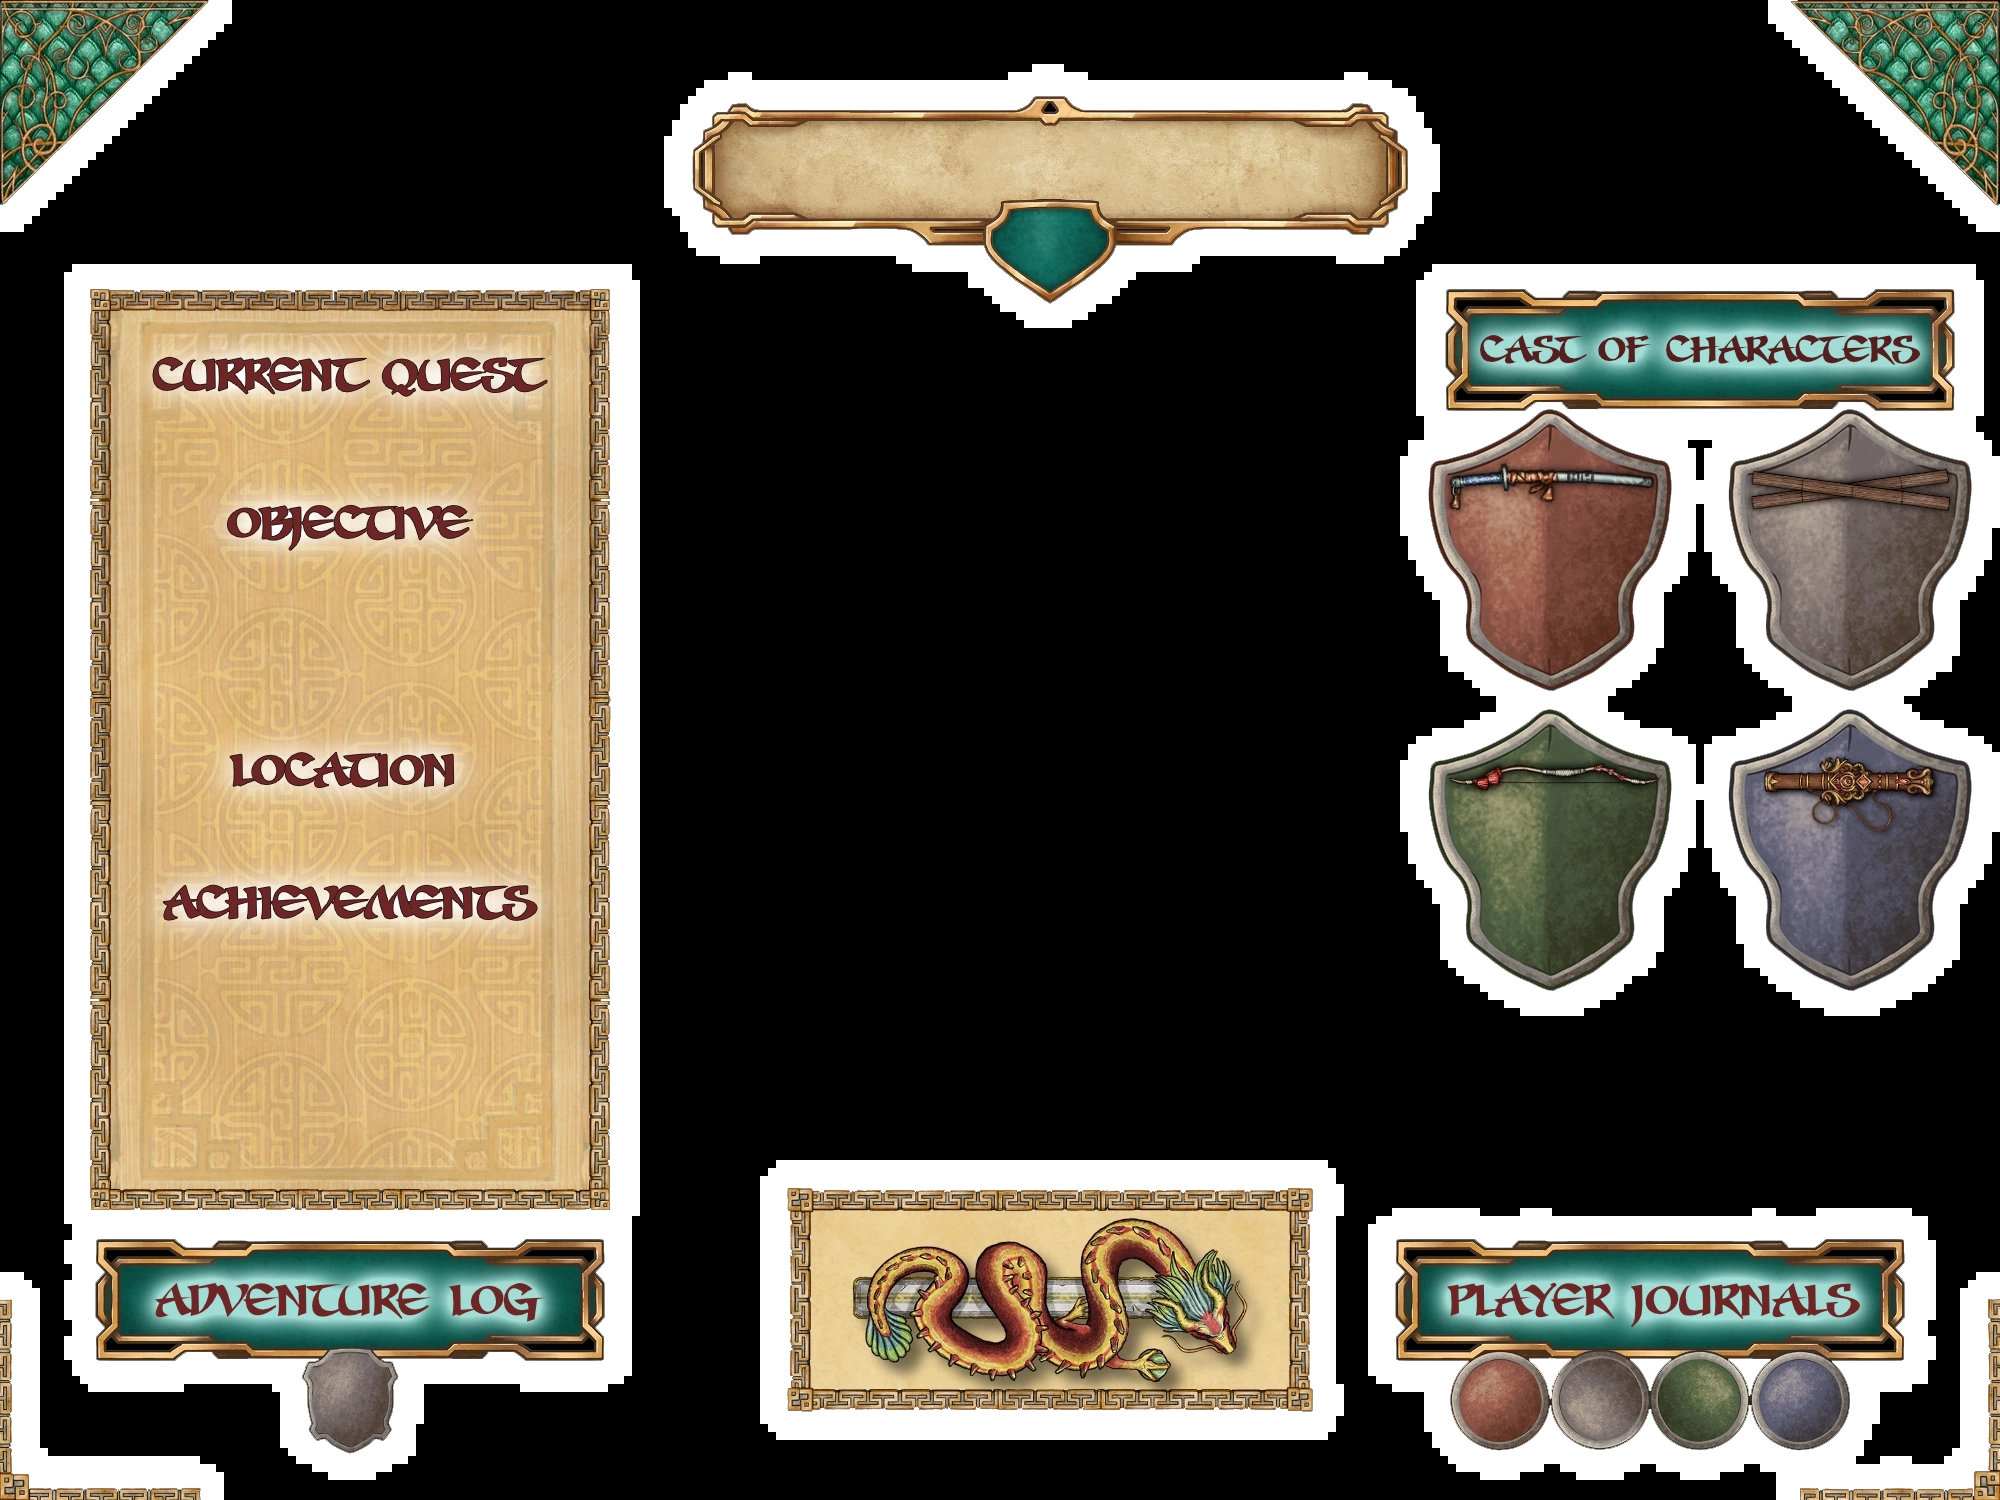 CURRENT QUEST
OBJECTIVE
LOCATION
ACHIEVEMENTS
ADVENTURE LOG
CAST OF CHARACTERS
PLAYER JOURNALS